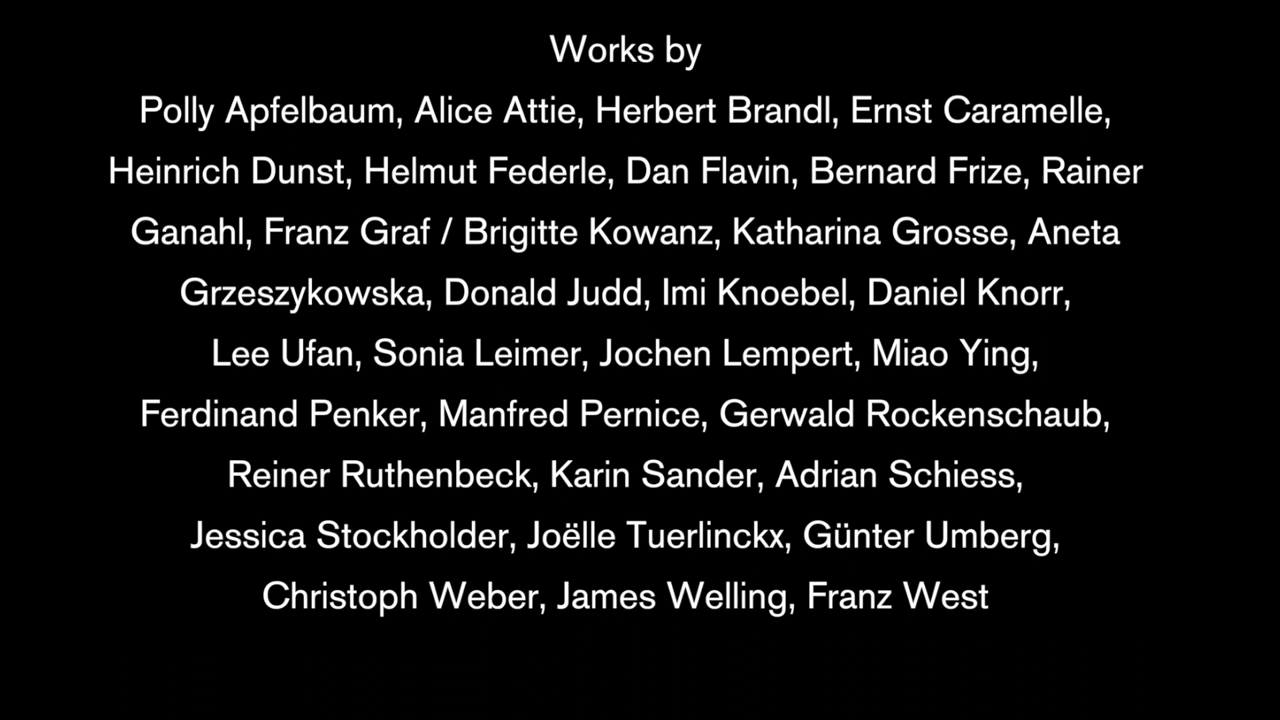 Works by
Polly Apfelbaum, Alice Attie, Herbert Brandl, Ernst Caramelle,
Heinrich Dunst, Helmut Federle, Dan Flavin, Bernard Frize, Rainer
Ganahl, Franz Graf / Brigitte Kowanz, Katharina Grosse, Aneta
Grzeszykowska, Donald Judd, Imi Knoebel, Daniel Knorr,
Lee Ufan, Sonia Leimer, Jochen Lempert, Miao Ying,
Ferdinand Penker, Manfred Pernice, Gerwald Rockenschaub,
Reiner Ruthenbeck, Karin Sander, Adrian Schiess,
Jessica Stockholder, Joëlle Tuerlinckx, Günter Umberg,
Christoph Weber, James Welling, Franz West